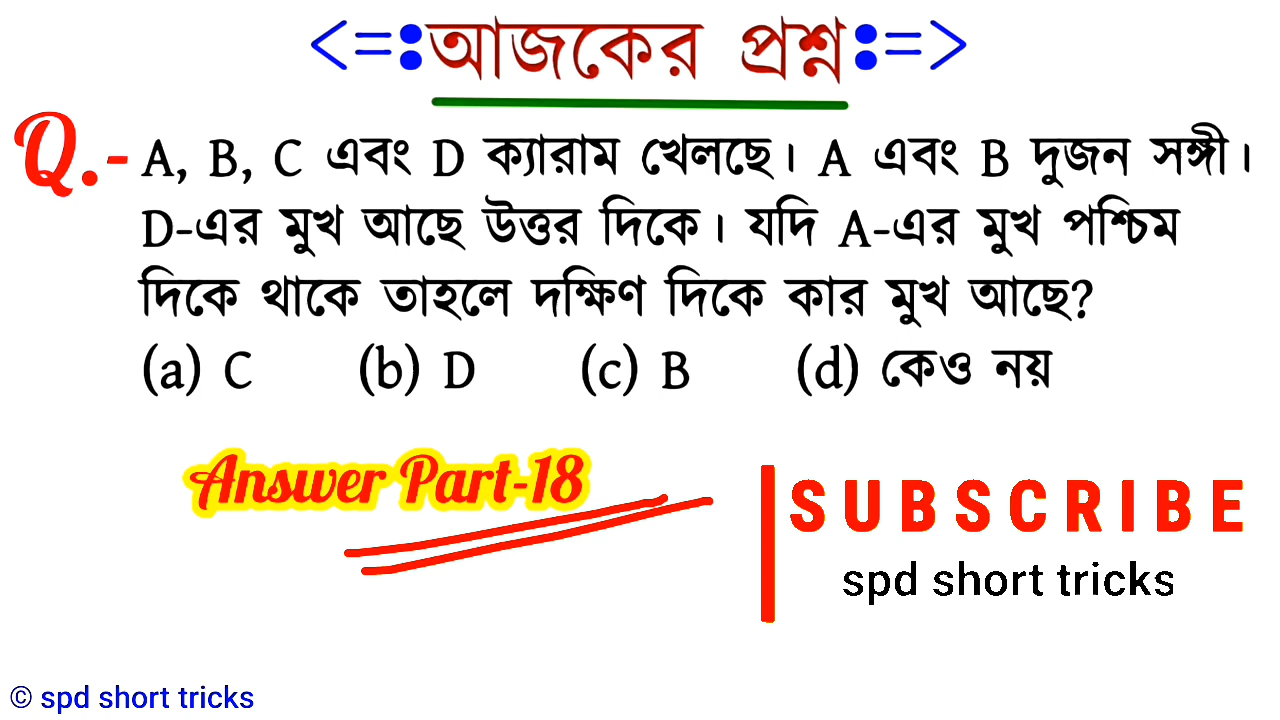 <=:আজকের প্রশ্ন:=>
Q.- A, B, C এবং D ক্যারাম খেলছে। A এবং B দুজন সঙ্গী।
D-এর মুখ আছে উত্তর দিকে। যদি A-এর মুখ পশ্চিম
দিকে থাকে তাহলে দক্ষিণ দিকে কার মুখ আছে?
(a) C (b) D (c) B (d) কেও নয়
Answer Part-18
SUBSCRIBE
spd short tricks
© spd short tricks